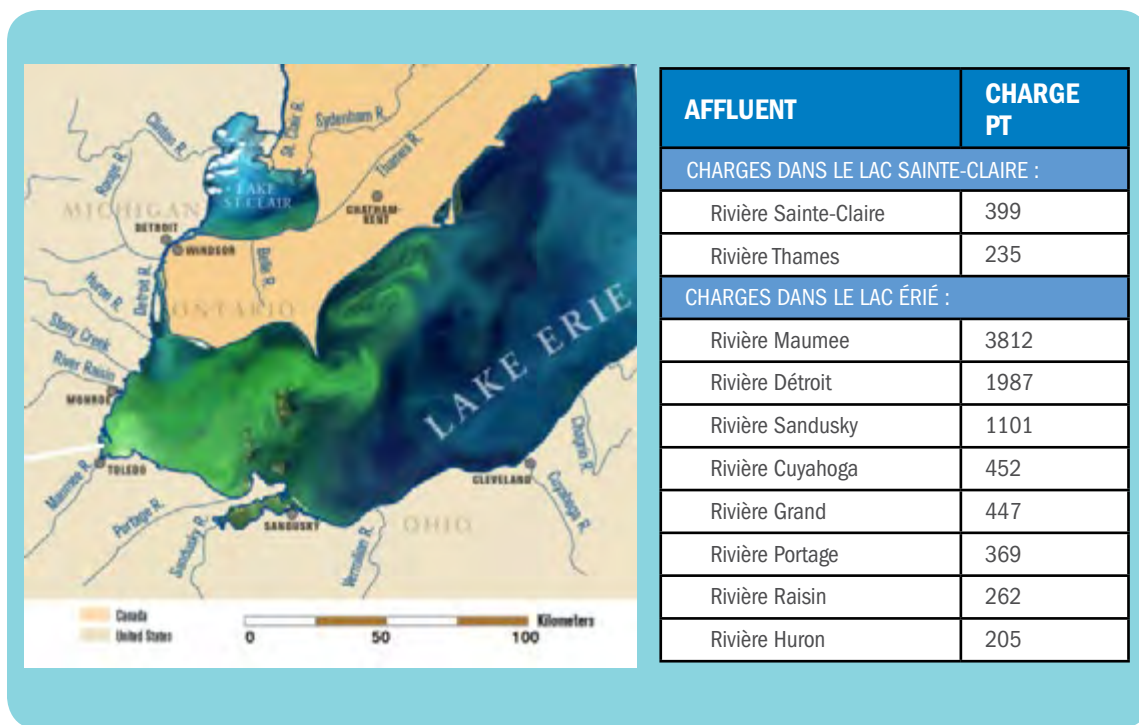 Clinton R.
St. Clair R.
Sydenham R.
Rouge R.
Thames R.
LAKE
ST CLAIR
MICHIGAN
CHATHAM-
KENT
DETROIT
WINDSOR
Belle R.
Detroit R.
Huron R.
ONTARIO
Stony Creek
River Raisin
MONROE
LAKE ERIE
TOLEDO
Maumee R.
Portage R.
Sandusky R.
SANDUSKY
Vermilion R.
OHIO
CLEVELAND
Chagrin R.
Cuyahoga R.
Canada
United States
0 50 100 Kilometers
AFFLUENT CHARGE
PT
CHARGES DANS LE LAC SAINTE-CLAIRE :
Rivière Sainte-Claire 399
Rivière Thames 235
CHARGES DANS LE LAC ÉRIÉ :
Rivière Maumee 3812
Rivière Détroit 1987
Rivière Sandusky 1101
Rivière Cuyahoga 452
Rivière Grand 447
Rivière Portage 369
Rivière Raisin 262
Rivière Huron 205